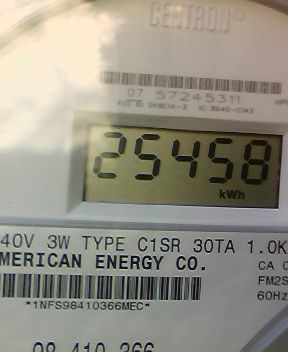 CENTRON®
07 57245311
25458
kWh
40V 3W TYPE C1SR 30TA 1.0K
MERICAN ENERGY CO.
CA 0
FM2S
60Hz
*1NFS98410366MEC*
98 410 366